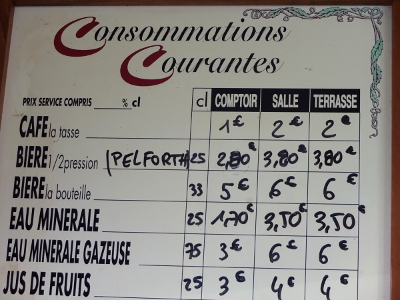 Consommations
Courantes
PRIX SERVICE COMPRIS % cl cl COMPTOIR SALLE TERRASSE
CAFE la tasse 1€ 2€ 2€
BIERE 1/2 pression (PELFORTH) 25 2,80€ 3,80€ 3,80€
BIERE la bouteille 33 5€ 6€ 6€
EAU MINERALE 25 1,70€ 3,50€ 3,50€
EAU MINERALE GAZEUSE 75 3€ 6€ 6€
JUS DE FRUITS 25 3€ 4€ 4€